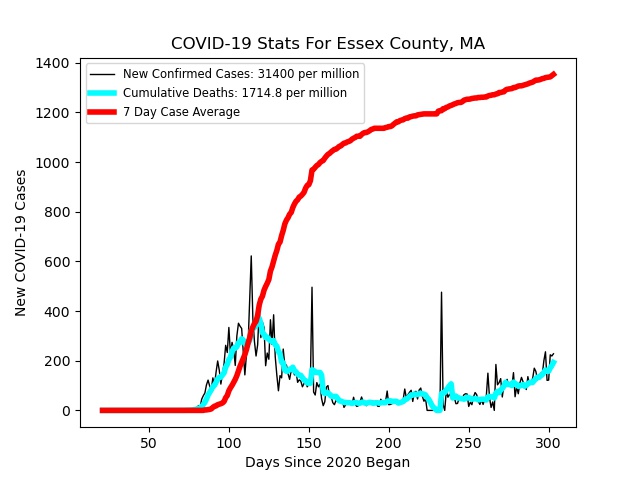 COVID-19 Stats For Essex County, MA
New Confirmed Cases: 31400 per million
Cumulative Deaths: 1714.8 per million
7 Day Case Average
New COVID-19 Cases
1400
1200
1000
800
600
400
200
0
50 100 150 200 250 300
Days Since 2020 Began